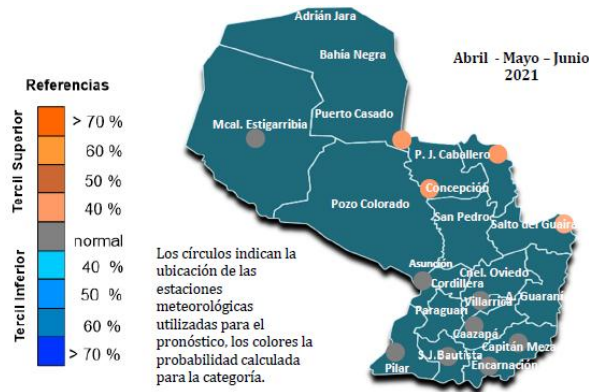 Abril - Mayo – Junio
2021
Referencias
Tercil Superior
> 70 %
60 %
50 %
40 %
normal
Tercil Inferior
40 %
50 %
60 %
> 70 %
Los círculos indican la
ubicación de las
estaciones
meteorológicas
utilizadas para el
pronóstico, los colores la
probabilidad calculada
para la categoría.
Adrián Jara
Bahía Negra
Puerto Casado
Mcal. Estigarribia
P. J. Caballero
Concepción
Pozo Colorado
San Pedro
Salto del Guaira
Asunción
Cnel. Oviedo
Cordillera
Villarrica
A. Guarani
Paraguari
Caazapá
Capitán Meza
S.J.Bautista
Pilar
Encarnación